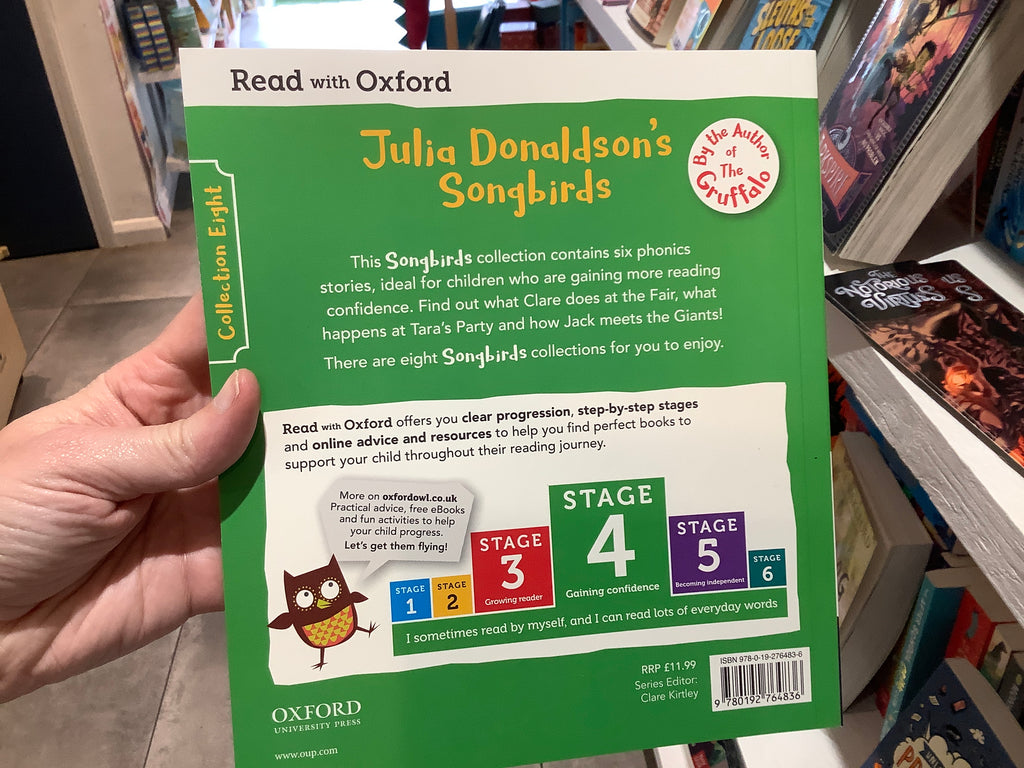 Read with Oxford
Julia Donaldson's
Songbirds
By the Author
of
The
Gruffalo
Collection Eight
This Songbirds collection contains six phonics
stories, ideal for children who are gaining more reading
confidence. Find out what Clare does at the Fair, what
happens at Tara's Party and how Jack meets the Giants!
There are eight Songbirds collections for you to enjoy.
Read with Oxford offers you clear progression, step-by-step stages
and online advice and resources to help you find perfect books to
support your child throughout their reading journey.
More on oxfordowl.co.uk
Practical advice, free eBooks
and fun activities to help
your child progress.
Let's get them flying!
STAGE
1
STAGE
2
STAGE
3
Growing reader
STAGE
4
Gaining confidence
STAGE
5
Becoming independent
STAGE
6
I sometimes read by myself, and I can read lots of everyday words
RRP £11.99
Series Editor:
Clare Kirtley
ISBN 978-0-19-276483-6
9 780192 764836
OXFORD
UNIVERSITY PRESS
www.oup.com
SLEUTHS
LOOSE
THE
NOTORIOUS
VIRTUES